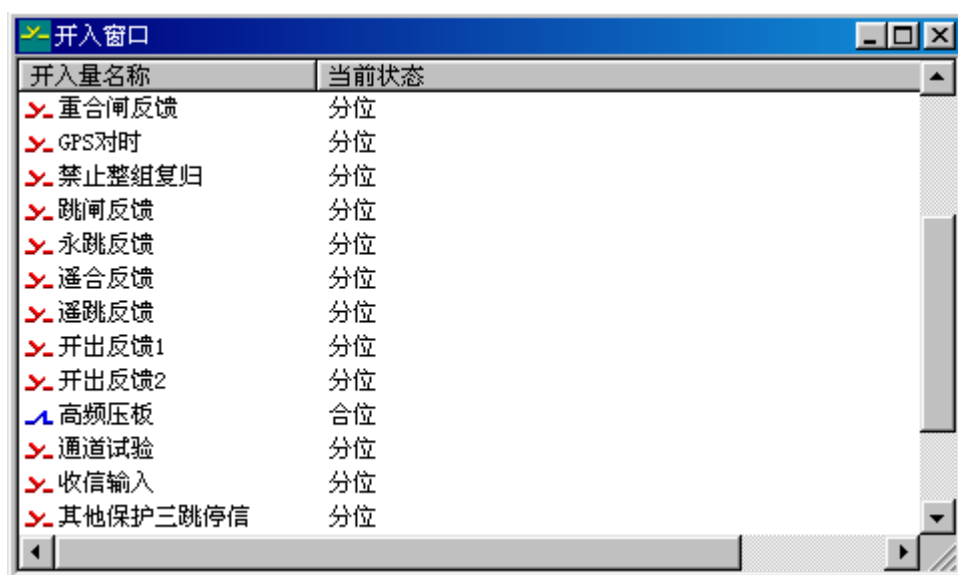 开入窗口
开入量名称 当前状态
重合闸反馈 分位
GPS对时 分位
禁止整组复归 分位
跳闸反馈 分位
永跳反馈 分位
遥合反馈 分位
遥跳反馈 分位
开出反馈1 分位
开出反馈2 分位
高频压板 合位
通道试验 分位
收信输入 分位
其他保护三跳停信 分位